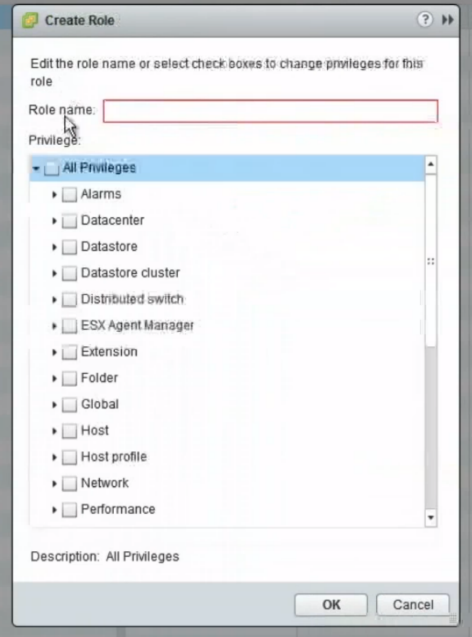 Create Role
Edit the role name or select check boxes to change privileges for this
role
Role name:
Privilege:
All Privileges
Alarms
Datacenter
Datastore
Datastore cluster
Distributed switch
ESX Agent Manager
Extension
Folder
Global
Host
Host profile
Network
Performance
Description: All Privileges
OK Cancel